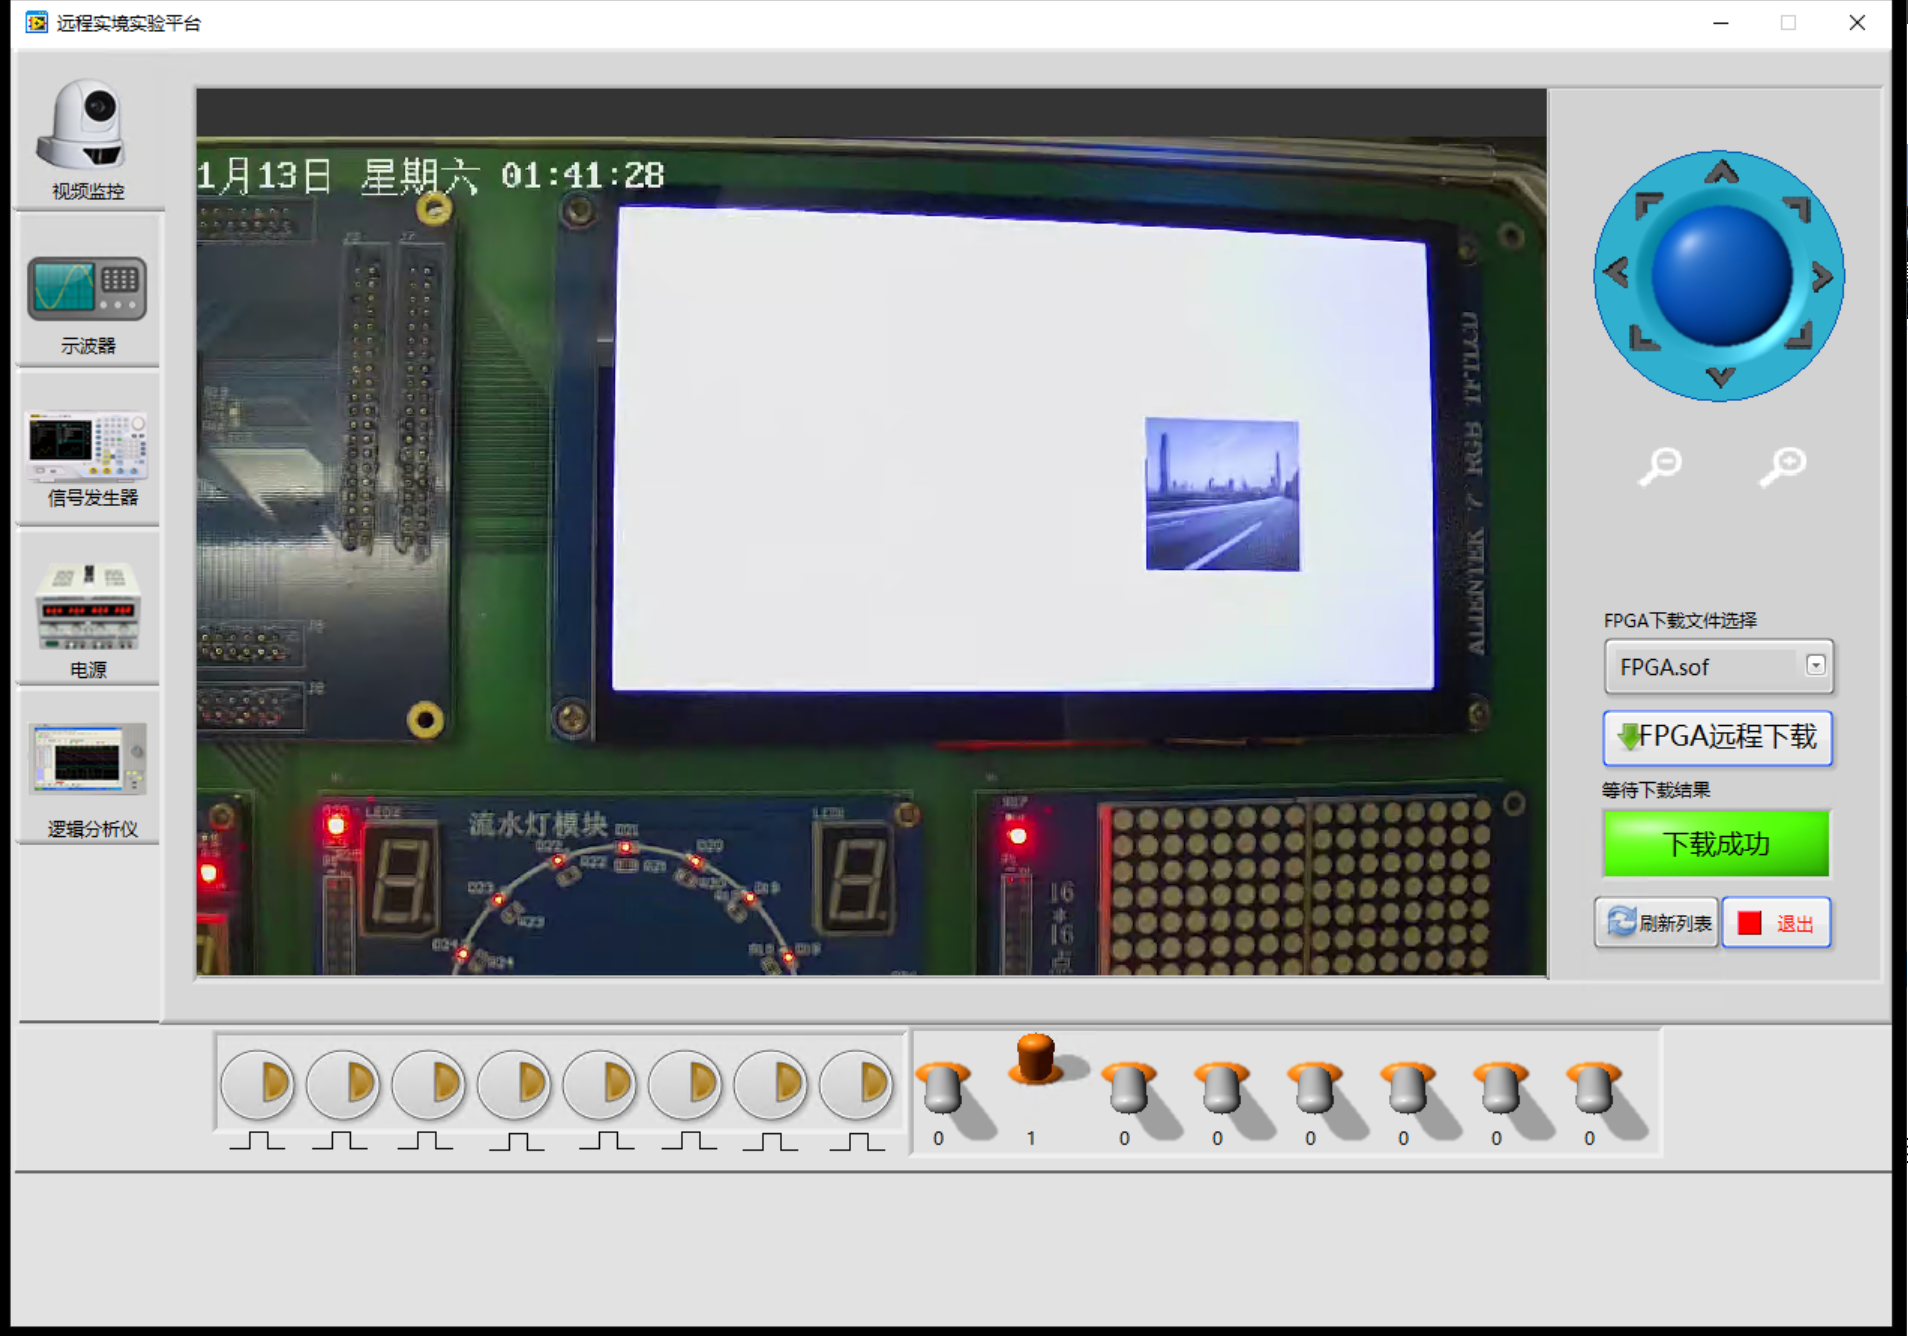 远程实境实验平台
视频监控
示波器
信号发生器
电源
逻辑分析仪
1月13日 星期六 01:41:28
ALIENTEK 7 RGB TFTLCD
流水灯模块
16
*
16
点
FPGA下载文件选择
FPGA.sof
FPGA远程下载
等待下载结果
下载成功
刷新列表
退出
0 1 0 0 0 0 0 0